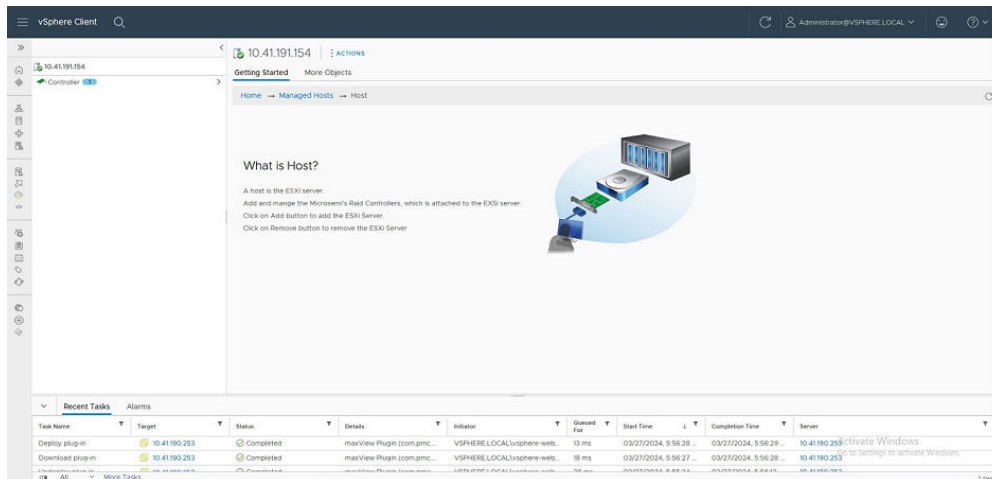 vSphere Client
Administrator@VSPHERE.LOCAL
10.41.191.154
Controller 1
10.41.191.154
ACTIONS
Getting Started More Objects
Home → Managed Hosts → Host
What is Host?
A host is the ESXi server.
Add and mange the Microsemi's Raid Controllers, which is attached to the EXSi server.
Click on Add button to add the ESXi Server.
Click on Remove button to remove the ESXi Server
Recent Tasks Alarms
Task Name Target Status Details Initiator Queued For Start Time ↓ Completion Time Server
Deploy plug-in 10.41.190.253 Completed maxView Plugin (com.pmc... VSPHERE.LOCAL\vsphere-web... 13 ms 03/27/2024, 5:56:28 ... 03/27/2024, 5:56:29 ... 10.41.190.253
Download plug-in 10.41.190.253 Completed maxView Plugin (com.pmc... VSPHERE.LOCAL\vsphere-web... 18 ms 03/27/2024, 5:56:27 ... 03/27/2024, 5:56:28 ... 10.41.190.253
Activate Windows
Go to Settings to activate Windows.
All More Tasks